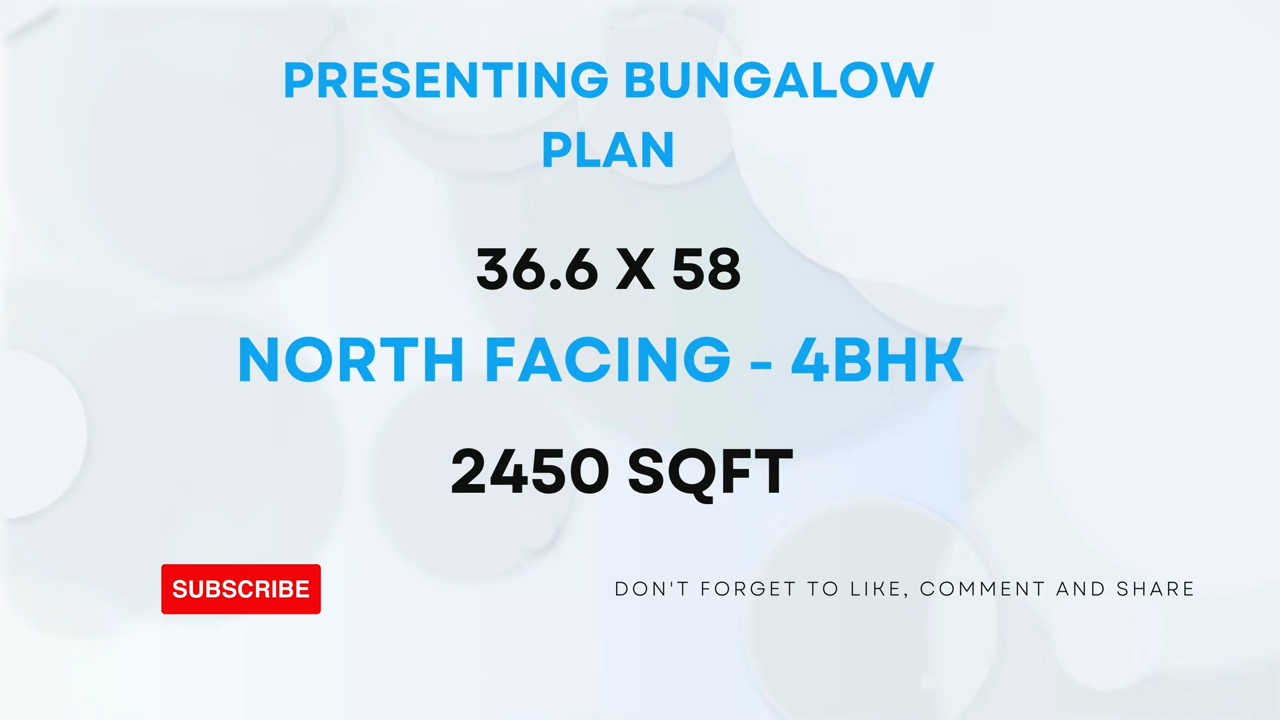 PRESENTING BUNGALOW
PLAN
36.6 X 58
NORTH FACING - 4BHK
2450 SQFT
SUBSCRIBE
DON'T FORGET TO LIKE, COMMENT AND SHARE